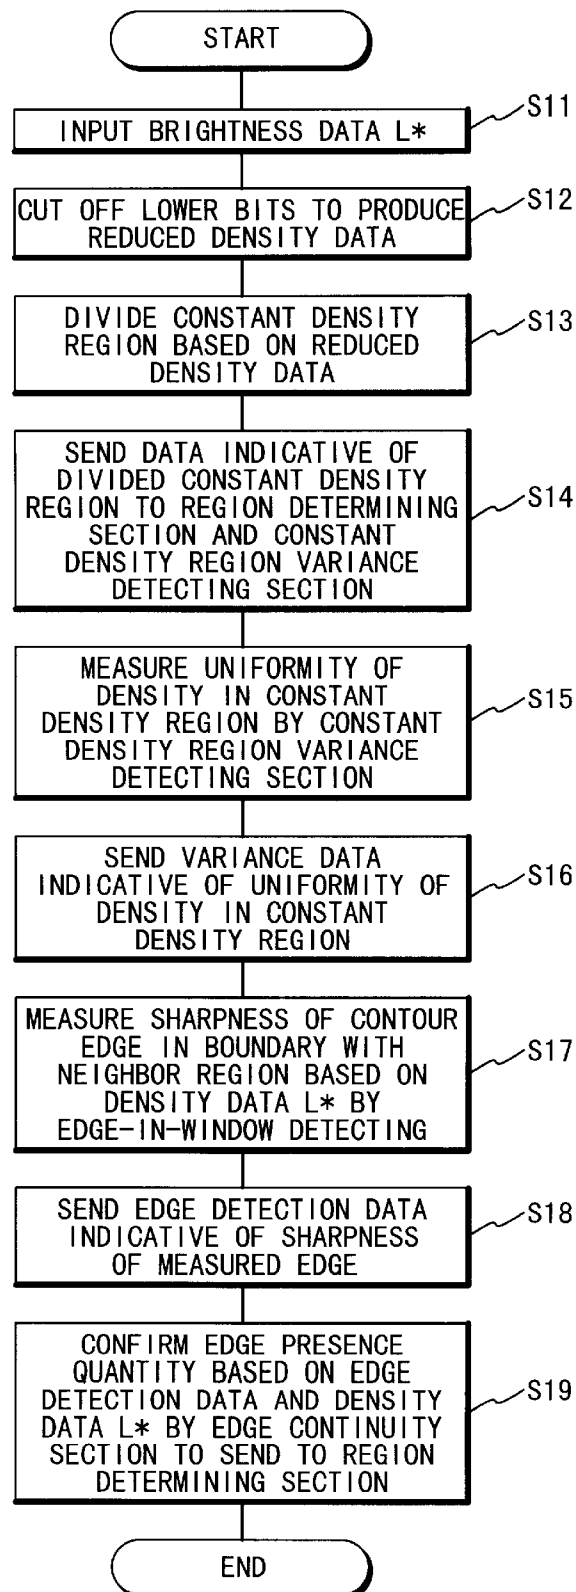 START
S11
INPUT BRIGHTNESS DATA L*
S12
CUT OFF LOWER BITS TO PRODUCE
REDUCED DENSITY DATA
S13
DIVIDE CONSTANT DENSITY
REGION BASED ON REDUCED
DENSITY DATA
S14
SEND DATA INDICATIVE OF
DIVIDED CONSTANT DENSITY
REGION TO REGION DETERMINING
SECTION AND CONSTANT
DENSITY REGION VARIANCE
DETECTING SECTION
S15
MEASURE UNIFORMITY OF
DENSITY IN CONSTANT
DENSITY REGION BY CONSTANT
DENSITY REGION VARIANCE
DETECTING SECTION
S16
SEND VARIANCE DATA
INDICATIVE OF UNIFORMITY OF
DENSITY IN CONSTANT
DENSITY REGION
S17
MEASURE SHARPNESS OF CONTOUR
EDGE IN BOUNDARY WITH
NEIGHBOR REGION BASED ON
DENSITY DATA L* BY
EDGE-IN-WINDOW DETECTING
S18
SEND EDGE DETECTION DATA
INDICATIVE OF SHARPNESS
OF MEASURED EDGE
S19
CONFIRM EDGE PRESENCE
QUANTITY BASED ON EDGE
DETECTION DATA AND DENSITY
DATA L* BY EDGE CONTINUITY
SECTION TO SEND TO REGION
DETERMINING SECTION
END